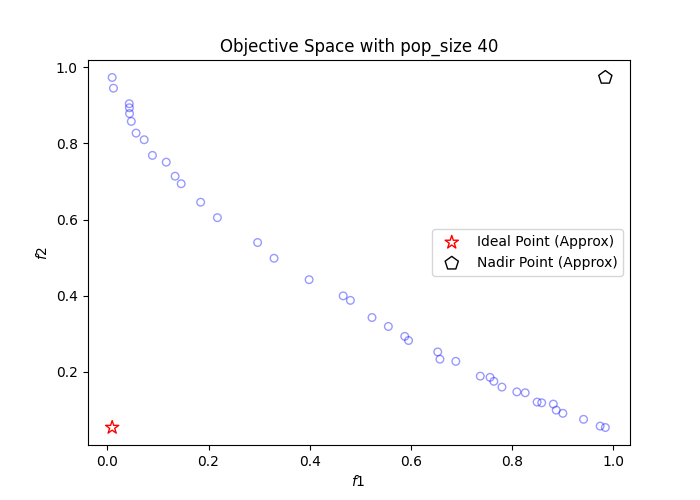 Objective Space with pop_size 40
1.0
0.8
0.6
0.4
0.2
f2
Ideal Point (Approx)
Nadir Point (Approx)
0.0 0.2 0.4 0.6 0.8 1.0
f1